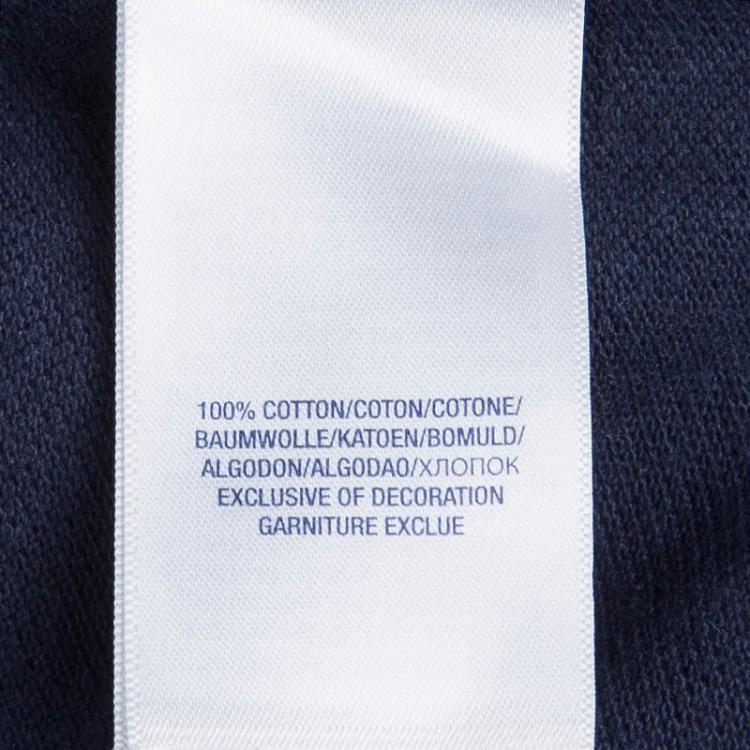 100% COTTON/COTON/COTONE/
BAUMWOLLE/KATOEN/BOMULD/
ALGODON/ALGODAO/ХЛОПОК
EXCLUSIVE OF DECORATION
GARNITURE EXCLUE